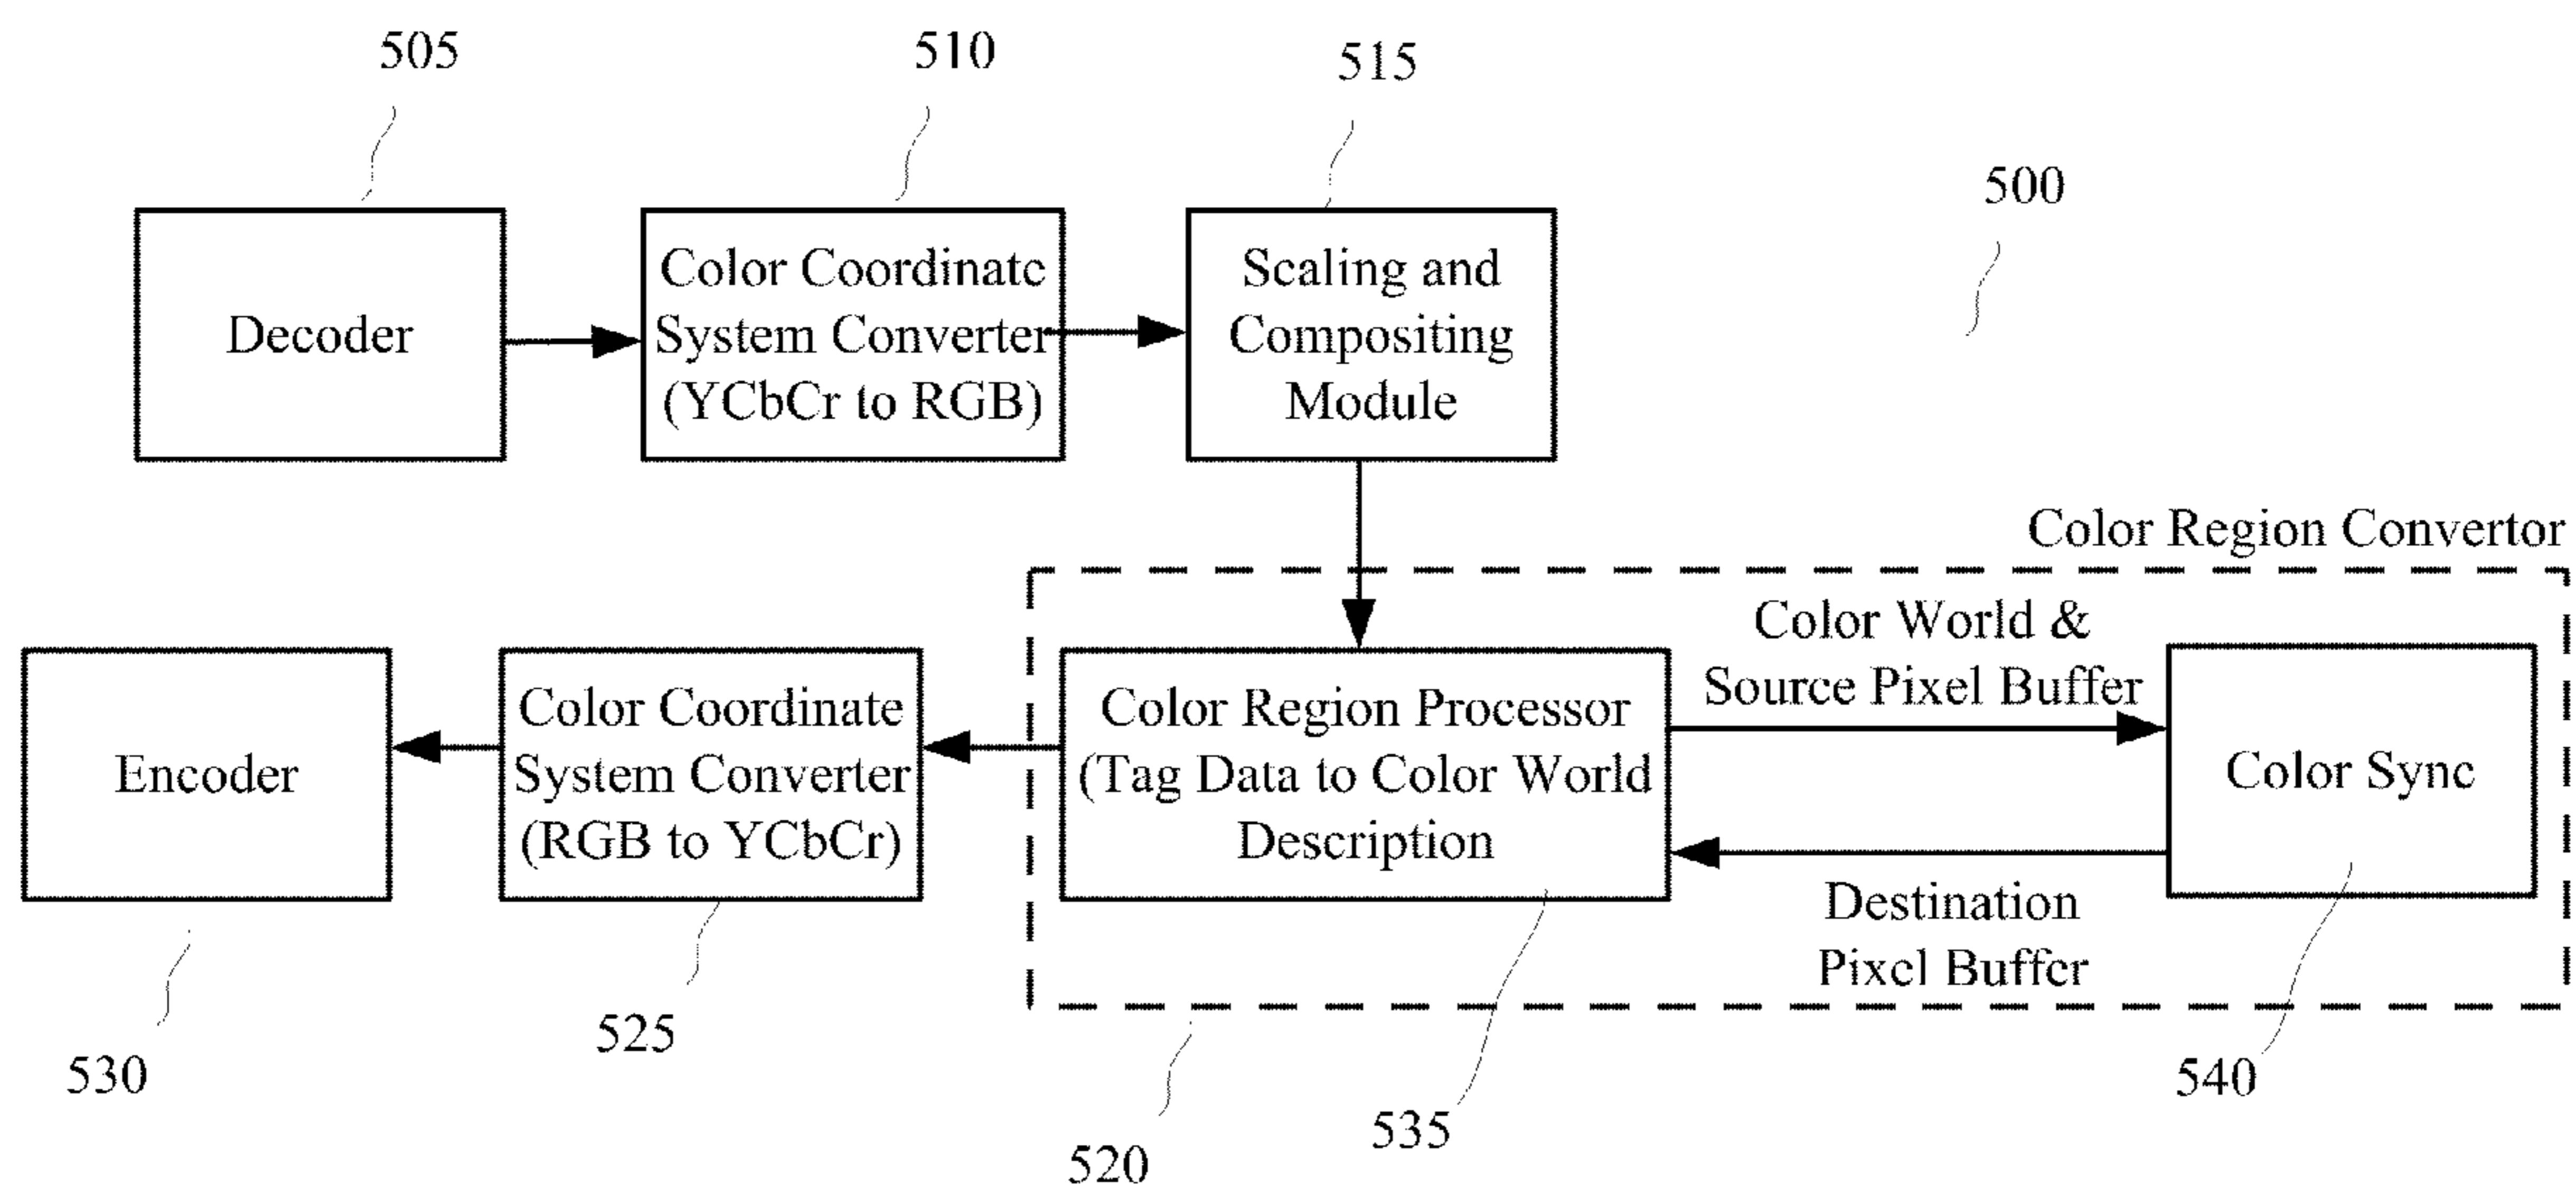 505
510
515
500
Decoder
Color Coordinate
System Converter
(YCbCr to RGB)
Scaling and
Compositing
Module
Color Region Convertor
Encoder
Color Coordinate
System Converter
(RGB to YCbCr)
Color Region Processor
(Tag Data to Color World
Description
Color World &
Source Pixel Buffer
Color Sync
Destination
Pixel Buffer
530
525
520
535
540